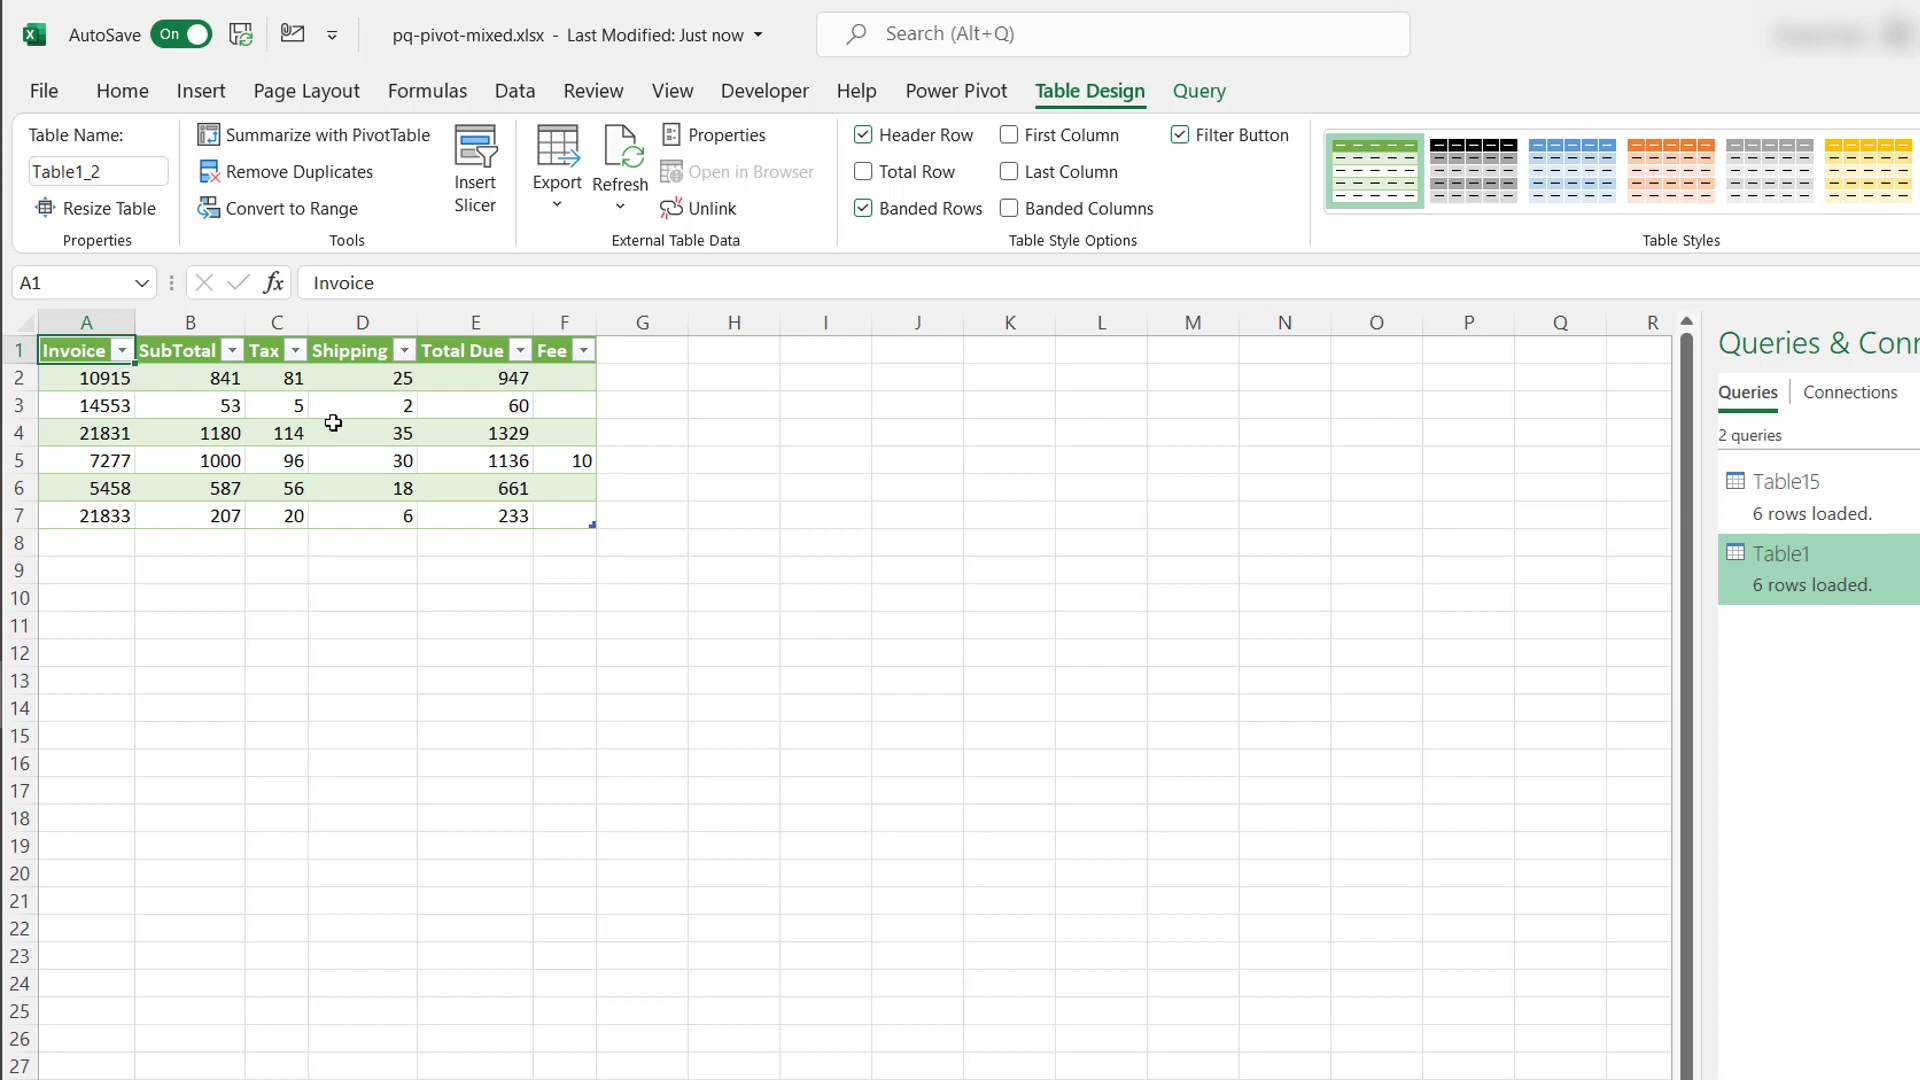 AutoSave On pq-pivot-mixed.xlsx - Last Modified: Just now Search (Alt+Q)
File Home Insert Page Layout Formulas Data Review View Developer Help Power Pivot Table Design Query
Table Name: Summarize with PivotTable Properties Header Row First Column Filter Button
Table1_2 Remove Duplicates Insert Slicer Export Refresh Open in Browser Total Row Last Column
Resize Table Convert to Range Unlink Banded Rows Banded Columns
Properties Tools External Table Data Table Style Options Table Styles
A1 fx Invoice
A B C D E F G H I J K L M N O P Q R
1 Invoice SubTotal Tax Shipping Total Due Fee
2 10915 841 81 25 947
3 14553 53 5 2 60
4 21831 1180 114 35 1329
5 7277 1000 96 30 1136 10
6 5458 587 56 18 661
7 21833 207 20 6 233
8
9
10
11
12
13
14
15
16
17
18
19
20
21
22
23
24
25
26
27
Queries & Conn
Queries Connections
2 queries
Table15
6 rows loaded.
Table1
6 rows loaded.